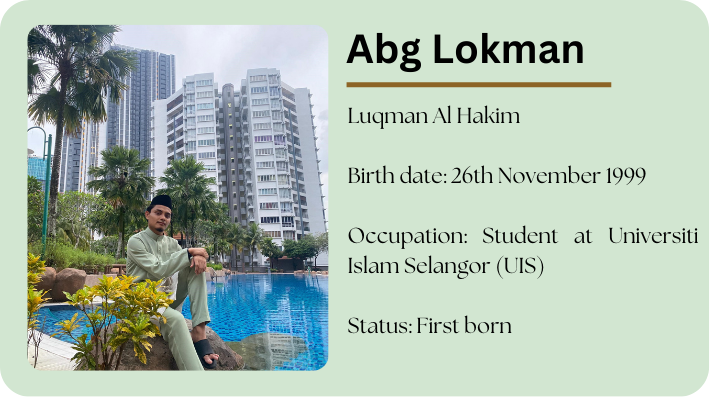 Abg Lokman
Luqman Al Hakim
Birth date: 26th November 1999
Occupation: Student at Universiti
Islam Selangor (UIS)
Status: First born